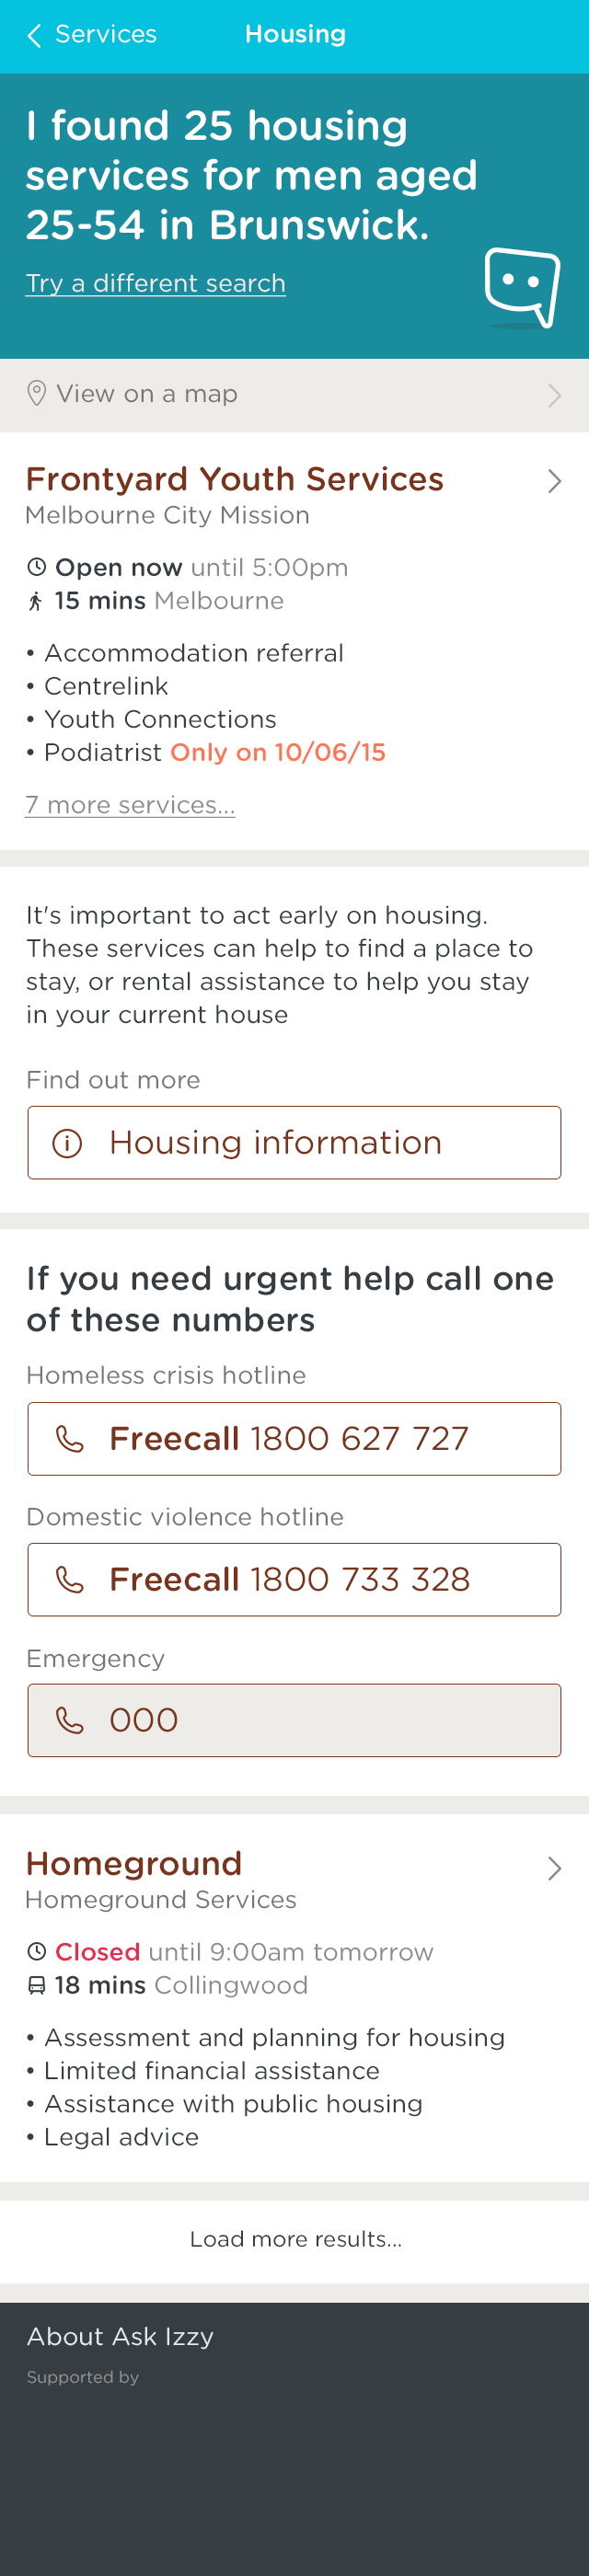 Services
Housing
I found 25 housing
services for men aged
25-54 in Brunswick.
Try a different search
View on a map
Frontyard Youth Services
Melbourne City Mission
Open now until 5:00pm
15 mins Melbourne
• Accommodation referral
• Centrelink
• Youth Connections
• Podiatrist Only on 10/06/15
7 more services...
It's important to act early on housing.
These services can help to find a place to
stay, or rental assistance to help you stay
in your current house
Find out more
Housing information
If you need urgent help call one
of these numbers
Homeless crisis hotline
Freecall 1800 627 727
Domestic violence hotline
Freecall 1800 733 328
Emergency
000
Homeground
Homeground Services
Closed until 9:00am tomorrow
18 mins Collingwood
• Assessment and planning for housing
• Limited financial assistance
• Assistance with public housing
• Legal advice
Load more results...
About Ask Izzy
Supported by